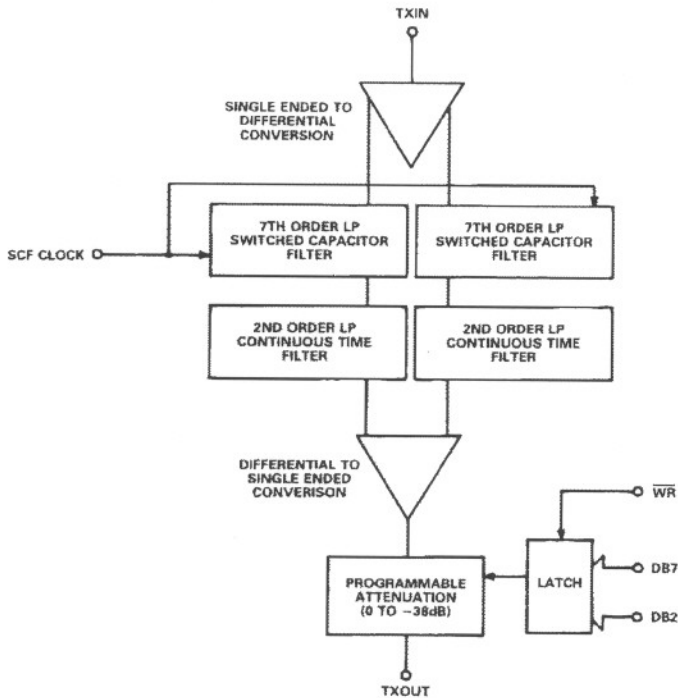 TXIN
SINGLE ENDED TO
DIFFERENTIAL
CONVERSION
7TH ORDER LP
SWITCHED CAPACITOR
FILTER
7TH ORDER LP
SWITCHED CAPACITOR
FILTER
SCF CLOCK
2ND ORDER LP
CONTINUOUS TIME
FILTER
2ND ORDER LP
CONTINUOUS TIME
FILTER
DIFFERENTIAL TO
SINGLE ENDED
CONVERISON
WR
PROGRAMMABLE
ATTENUATION
(0 TO −38dB)
LATCH
DB7
DB2
TXOUT